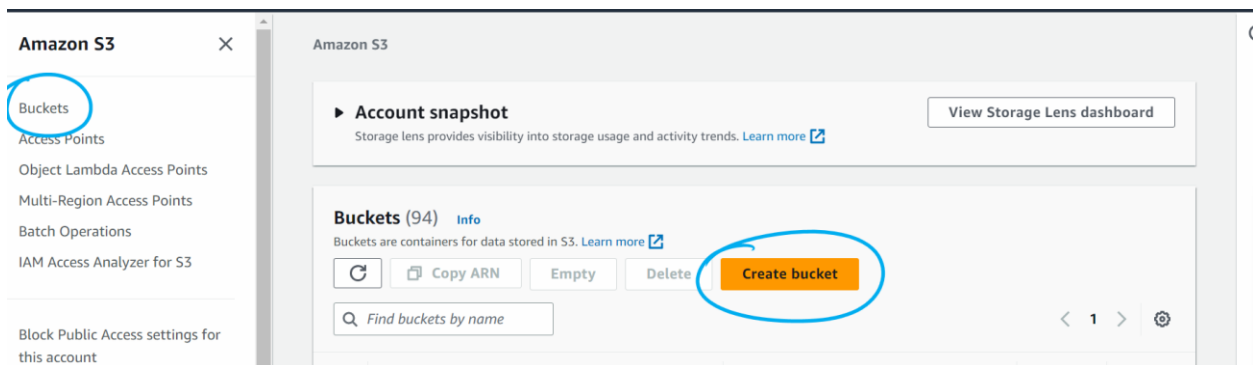 Amazon S3
Buckets
Access Points
Object Lambda Access Points
Multi-Region Access Points
Batch Operations
IAM Access Analyzer for S3
Block Public Access settings for
this account
Amazon S3
Account snapshot
View Storage Lens dashboard
Storage lens provides visibility into storage usage and activity trends. Learn more
Buckets (94) Info
Buckets are containers for data stored in S3. Learn more
Copy ARN Empty Delete Create bucket
Find buckets by name
1